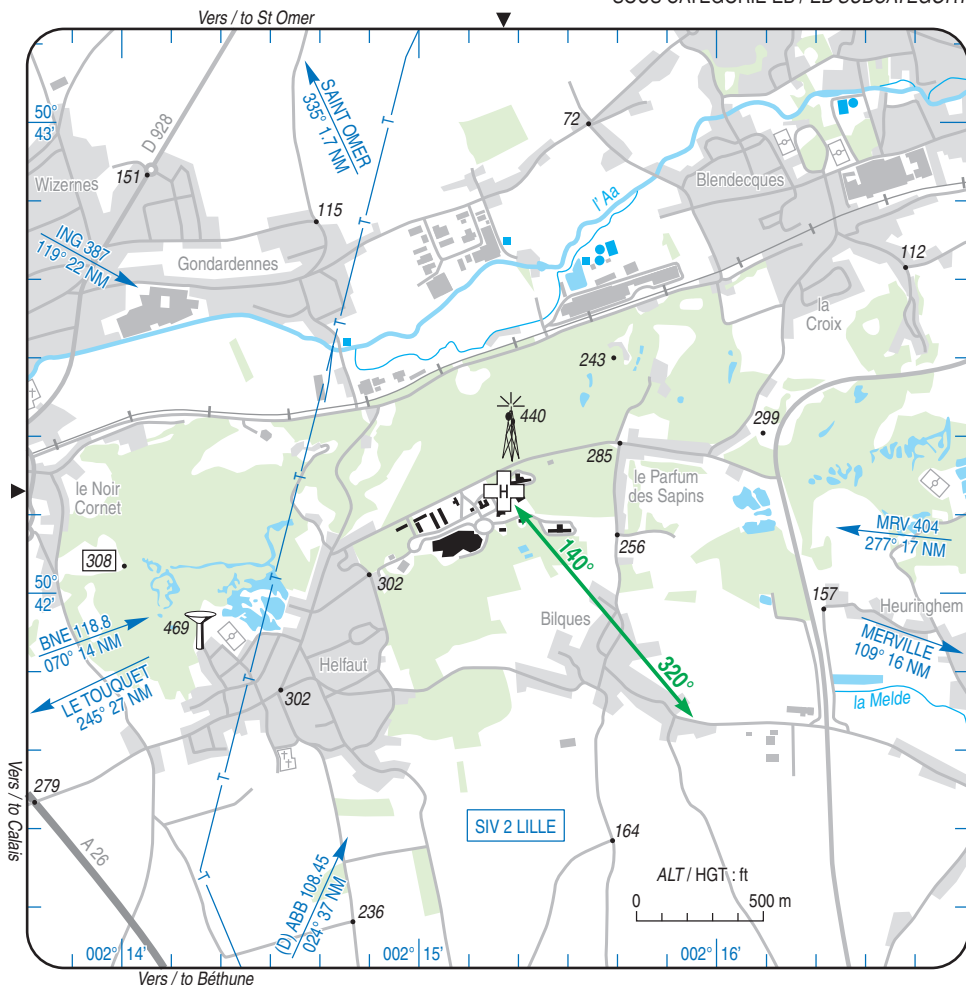 Vers / to St Omer
50°
43'
D 928
SAINT OMER
335° 1.7 NM
T
72
151
Wizernes
Blendecques
l'Aa
115
ING 387
119° 22 NM
Gondardennes
T
112
la
Croix
T
243
440
299
285
T
le Noir
Cornet
H
le Parfum
des Sapins
MRV 404
277° 17 NM
140°
256
308
50°
42'
302
T
157
Heuringhem
BNE 118.8
070° 14 NM
469
Bilques
MERVILLE
109° 16 NM
LE TOUQUET
245° 27 NM
Helfaut
T
320°
302
la Melde
T
Vers / to Calais
279
A 26
SIV 2 LILLE
164
T
ALT / HGT : ft
0 500 m
(D) ABB 108.45
024° 37 NM
236
002° 14'
002° 15'
002° 16'
Vers / to Béthune